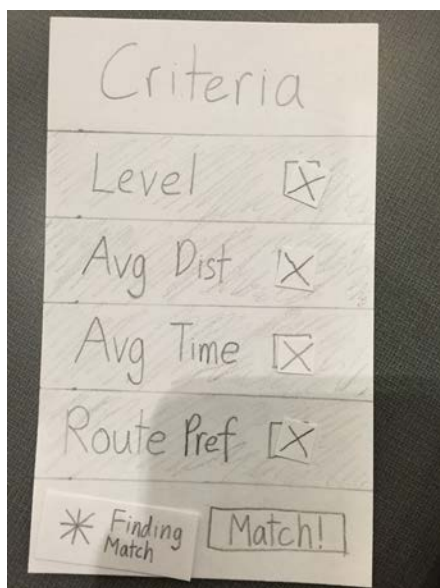 Criteria
Level
Avg Dist
Avg Time
Route Pref
Finding
Match
Match!